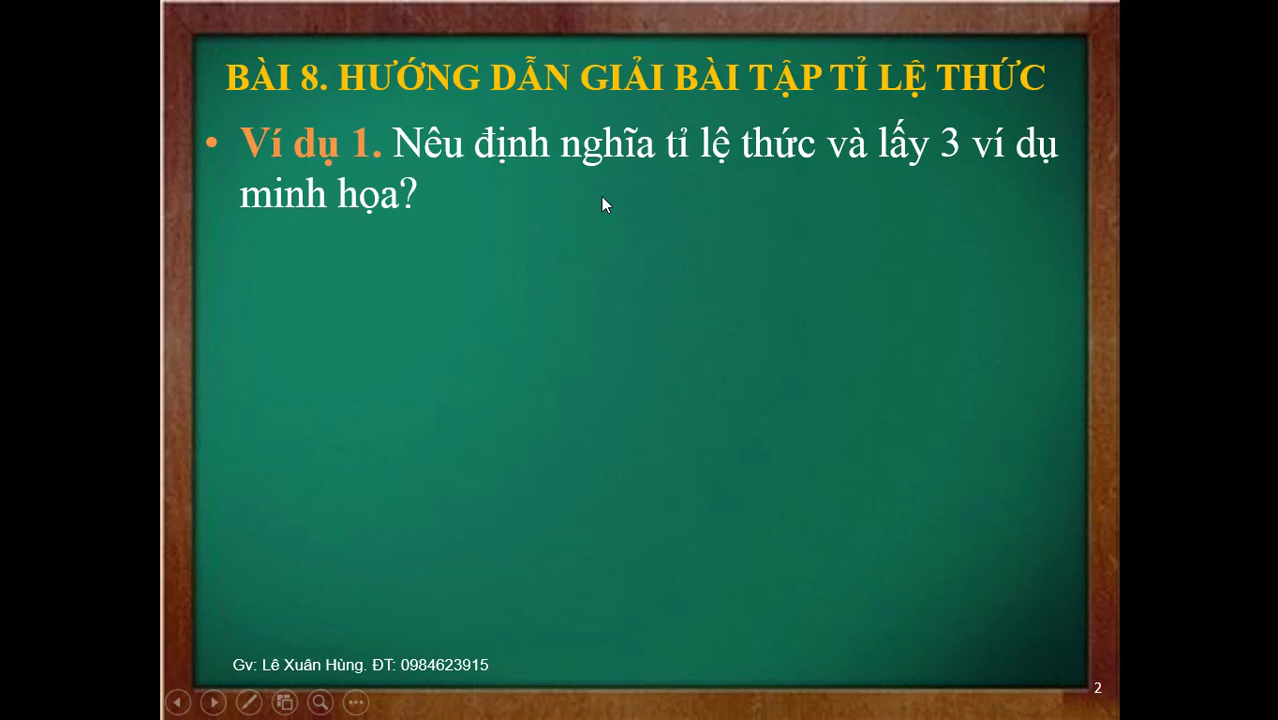 BÀI 8. HƯỚNG DẪN GIẢI BÀI TẬP TỈ LỆ THỨC
• Ví dụ 1. Nêu định nghĩa tỉ lệ thức và lấy 3 ví dụ
minh họa?
Gv: Lê Xuân Hùng. ĐT: 0984623915
2